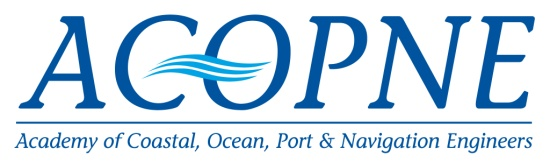 ACOPNE
Academy of Coastal, Ocean, Port & Navigation Engineers